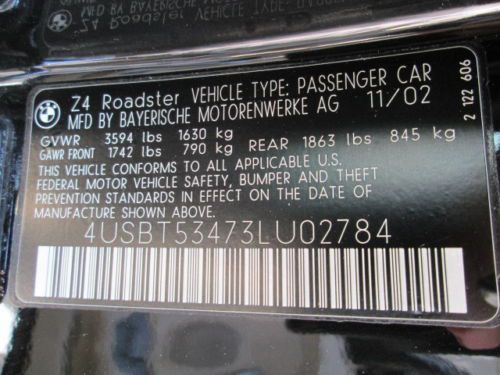 BMW
Z4 Roadster VEHICLE TYPE: PASSENGER CAR
MFD BY BAYERISCHE MOTORENWERKE AG 11/02
GVWR 3594 lbs 1630 kg
GAWR FRONT 1742 lbs 790 kg REAR 1863 lbs 845 kg
THIS VEHICLE CONFORMS TO ALL APPLICABLE U.S.
FEDERAL MOTOR VEHICLE SAFETY, BUMPER AND THEFT
PREVENTION STANDARDS IN EFFECT ON THE DATE OF
MANUFACTURE SHOWN ABOVE.
4USBT53473LU02784
2 122 606